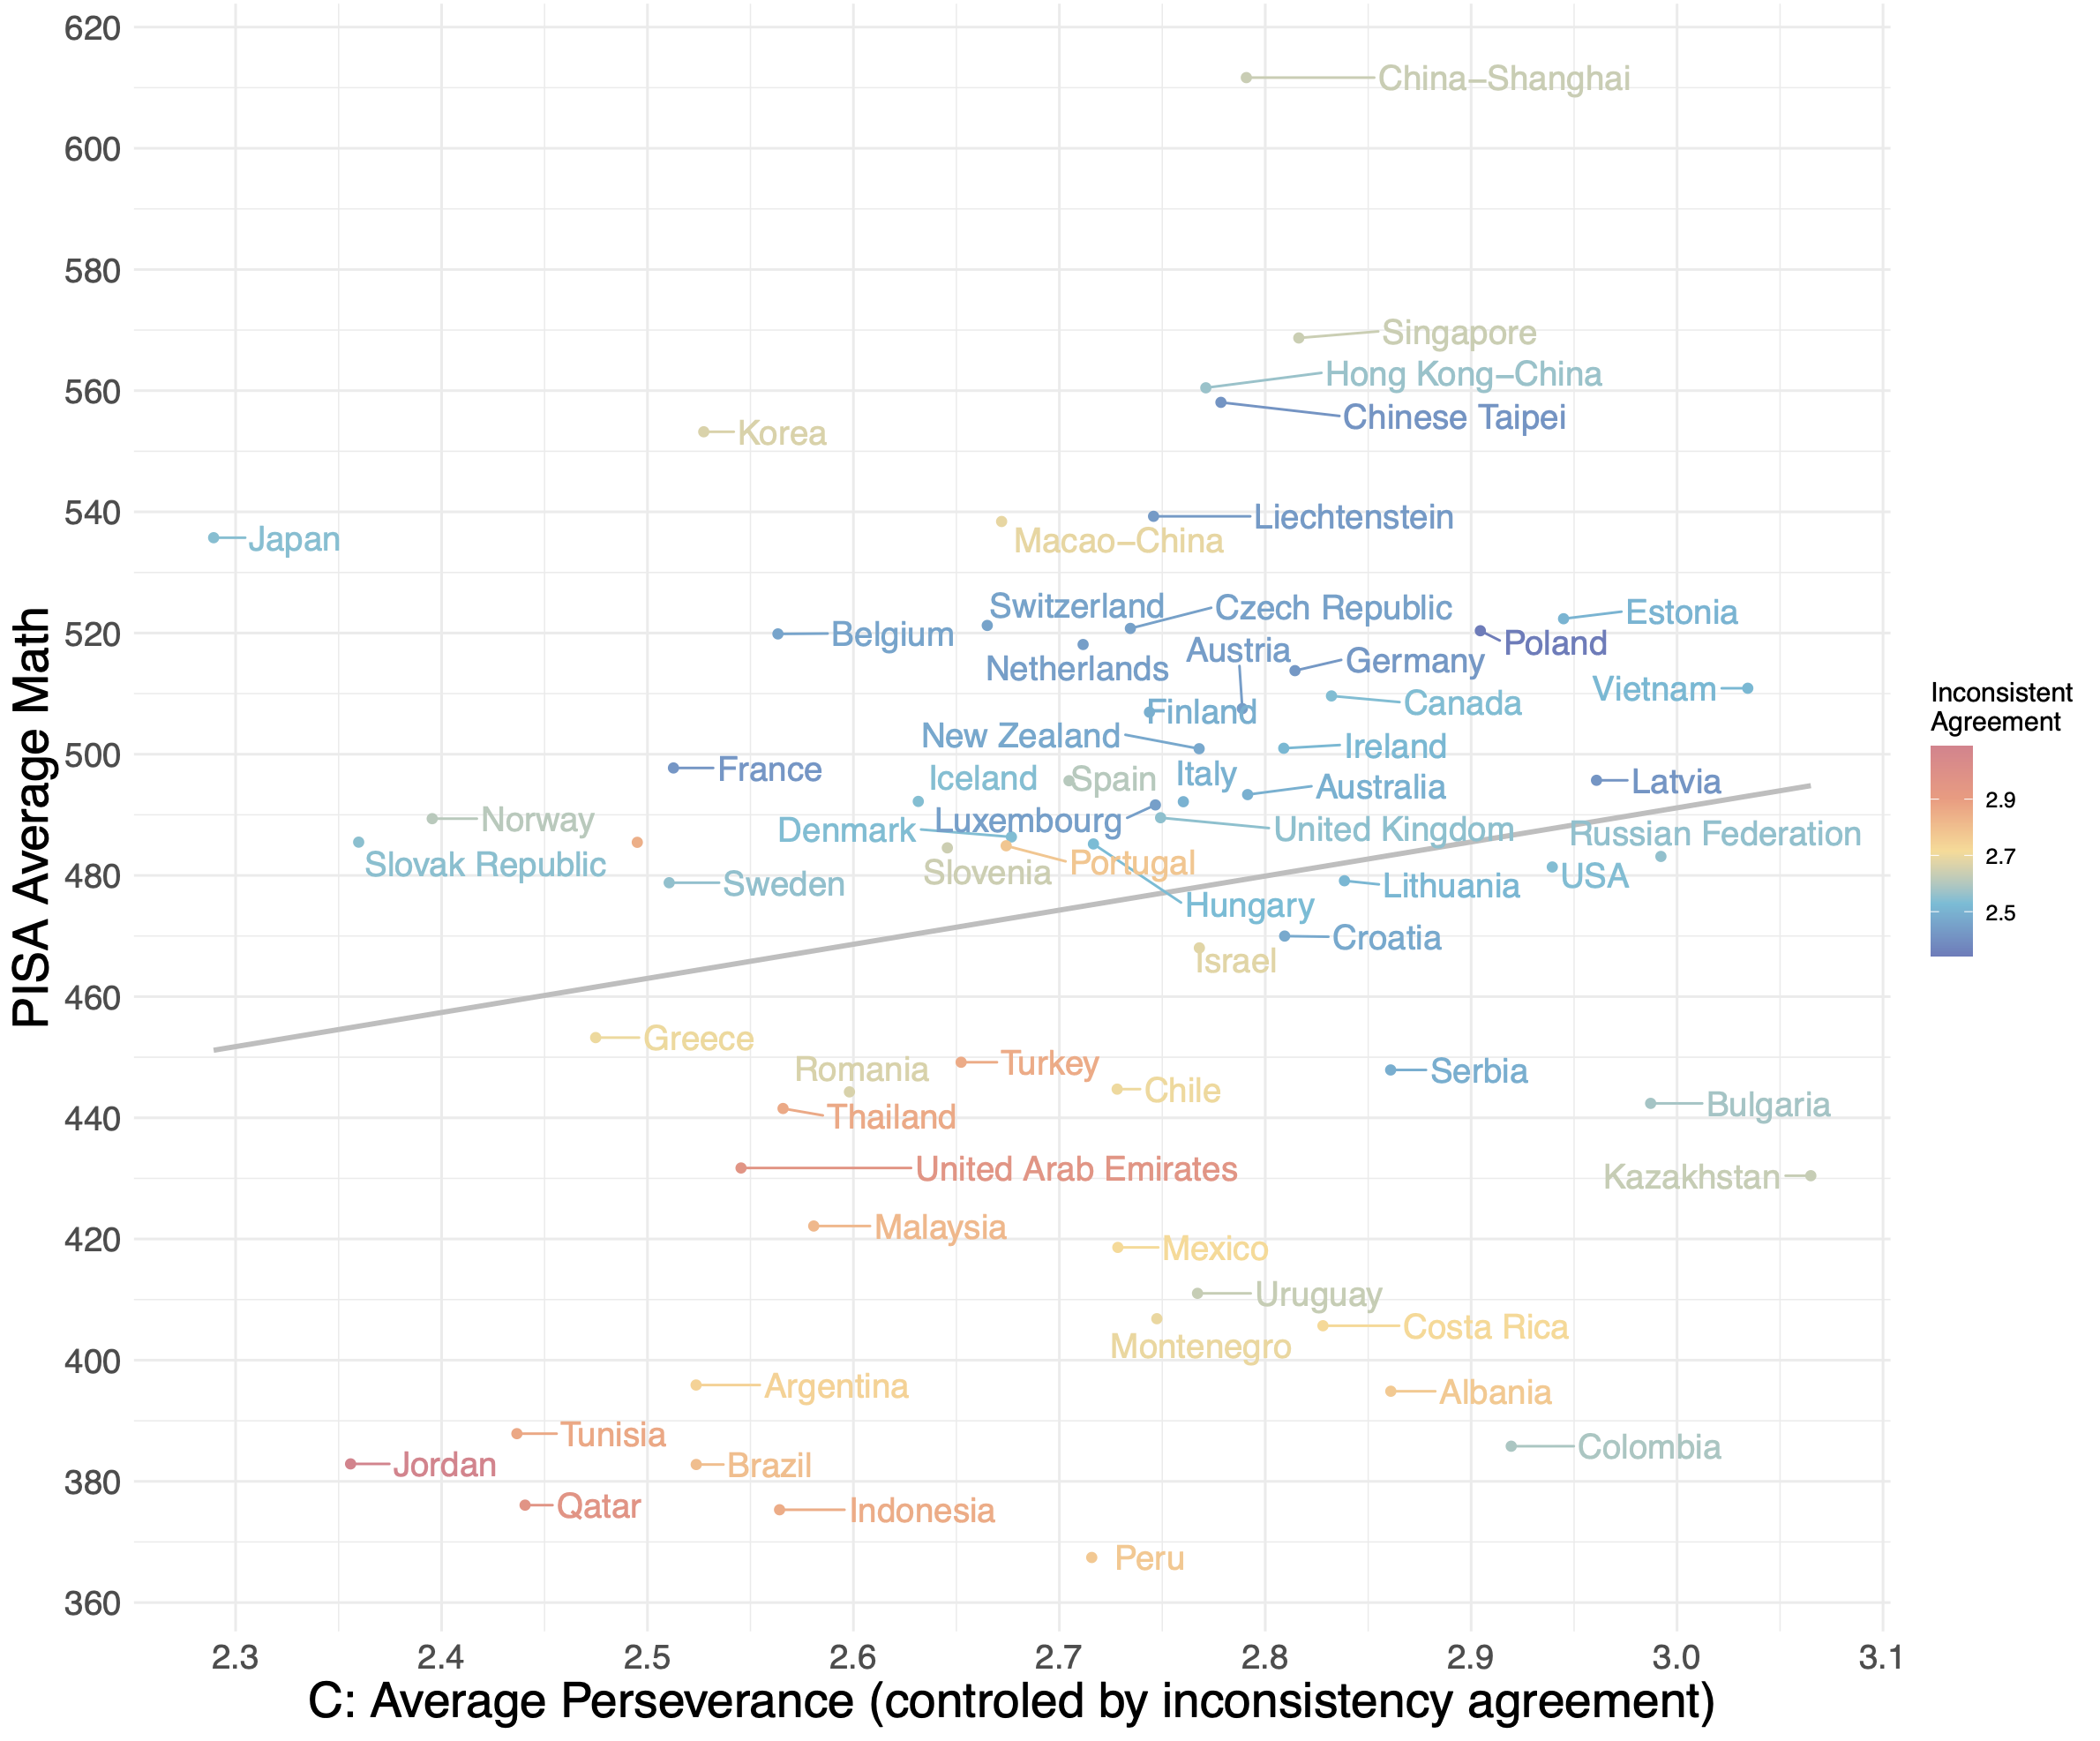 620
China–Shanghai
600
580
Singapore
Hong Kong–China
560
Chinese Taipei
Korea
540
Liechtenstein
Macao–China
Japan
Switzerland
Czech Republic
Estonia
520
Belgium
Poland
Austria
Netherlands
Germany
Vietnam
Canada
Finland
New Zealand
Ireland
500
France
Iceland
Spain
Italy
Australia
Latvia
Norway
Luxembourg
Denmark
United Kingdom
Russian Federation
Slovak Republic
Portugal
Slovenia
USA
480
Sweden
Lithuania
Hungary
Croatia
Israel
460
Greece
Romania
Turkey
Serbia
Chile
Bulgaria
440
Thailand
United Arab Emirates
Kazakhstan
Malaysia
420
Mexico
Uruguay
Costa Rica
Montenegro
400
Argentina
Albania
Tunisia
Colombia
Jordan
Brazil
380
Qatar
Indonesia
Peru
360
2.3 2.4 2.5 2.6 2.7 2.8 2.9 3.0 3.1
C: Average Perseverance (controled by inconsistency agreement)
PISA Average Math
Inconsistent
Agreement
2.9
2.7
2.5